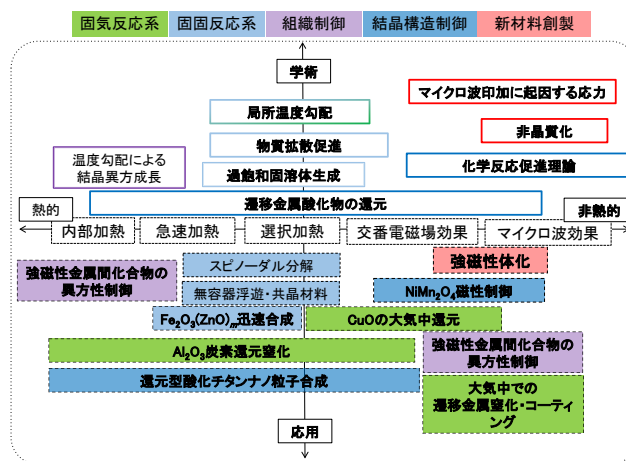 固気反応系 固固反応系 組織制御 結晶構造制御 新材料創製
学術
マイクロ波印加に起因する応力
局所温度勾配
非晶質化
物質拡散促進
温度勾配による
結晶異方成長
化学反応促進理論
過飽和固溶体生成
遷移金属酸化物の還元
熱的
非熱的
内部加熱 急速加熱 選択加熱 交番電磁場効果 マイクロ波効果
スピノーダル分解
強磁性体化
強磁性金属間化合物の
異方性制御
無容器浮遊・共晶材料
NiMn2O4磁性制御
Fe2O3(ZnO)m迅速合成
CuOの大気中還元
Al2O3炭素還元窒化
強磁性金属間化合物の
異方性制御
還元型酸化チタンナノ粒子合成
大気中での
遷移金属窒化・コーティ
ング
応用